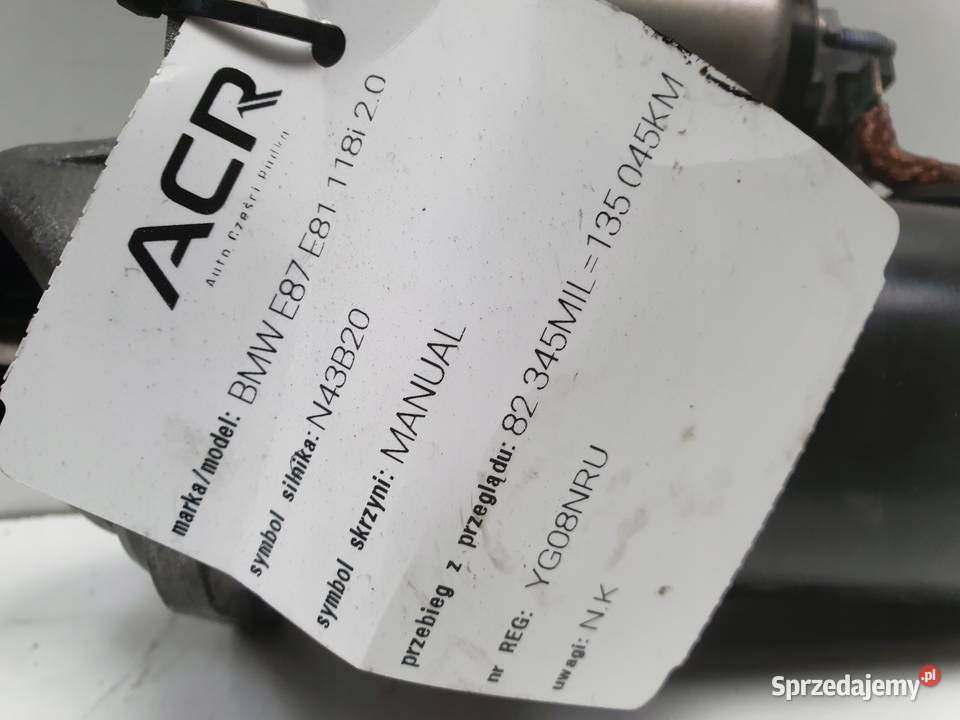 ACR
Auto Części Rudka
marka/model: BMW E87 E81 118i 2.0
symbol silnika: N43B20
symbol skrzyni: MANUAL
przebieg z przeglądu: 82 345MIL=135 045KM
nr REG: YG08NRU
uwagi: N.K
Sprzedajemy.pl